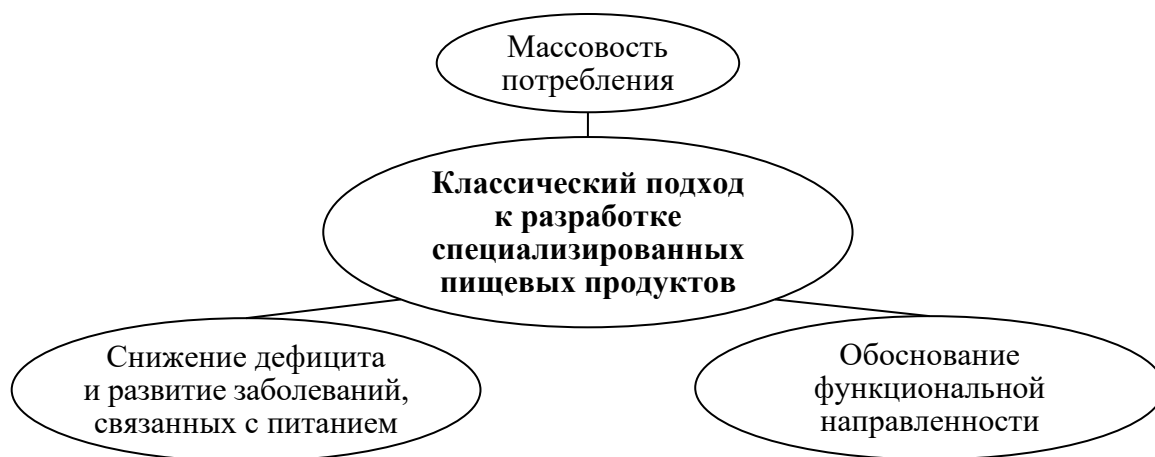 Массовость
потребления
Классический подход
к разработке
специализированных
пищевых продуктов
Снижение дефицита
и развитие заболеваний,
связанных с питанием
Обоснование
функциональной
направленности